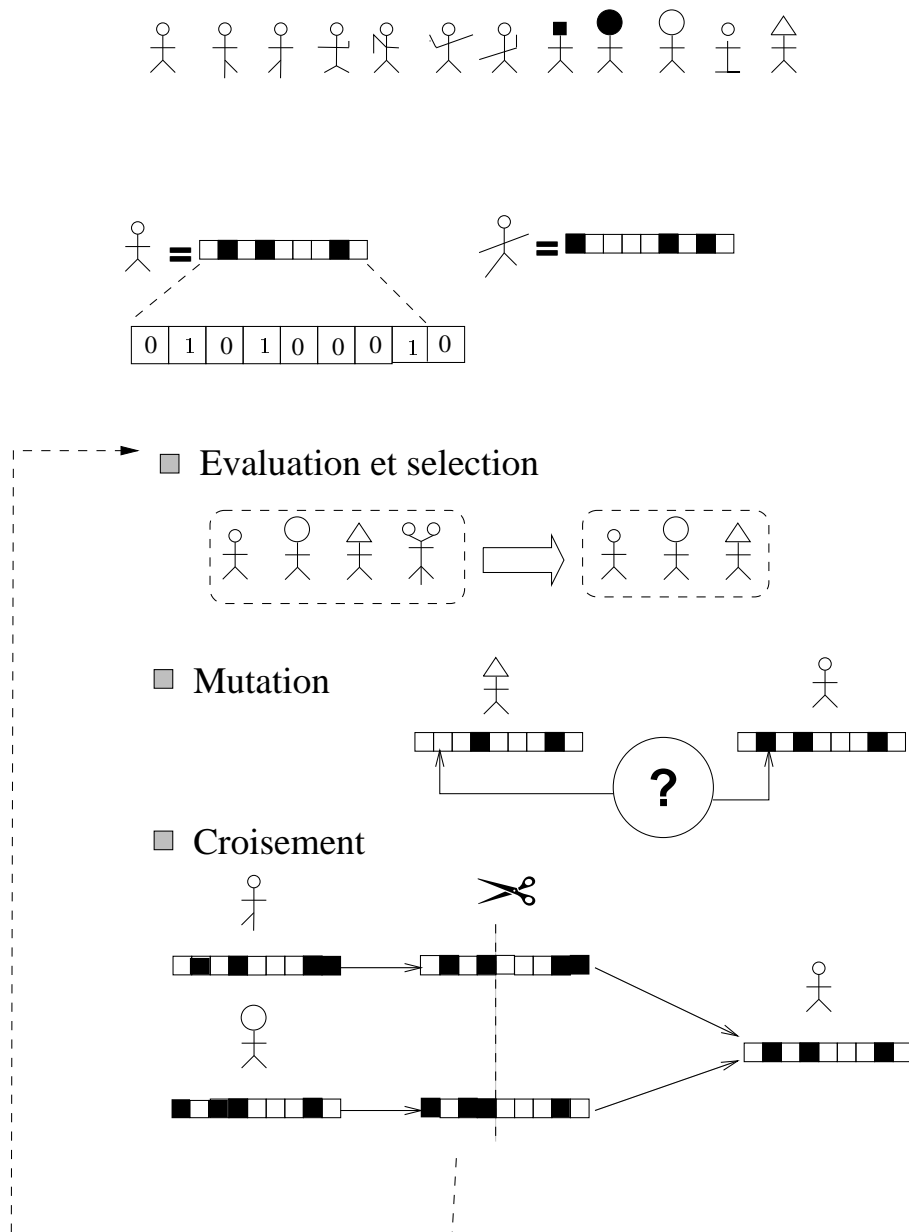 = =
0 1 0 1 0 0 0 1 0
Evaluation et selection
Mutation
?
Croisement